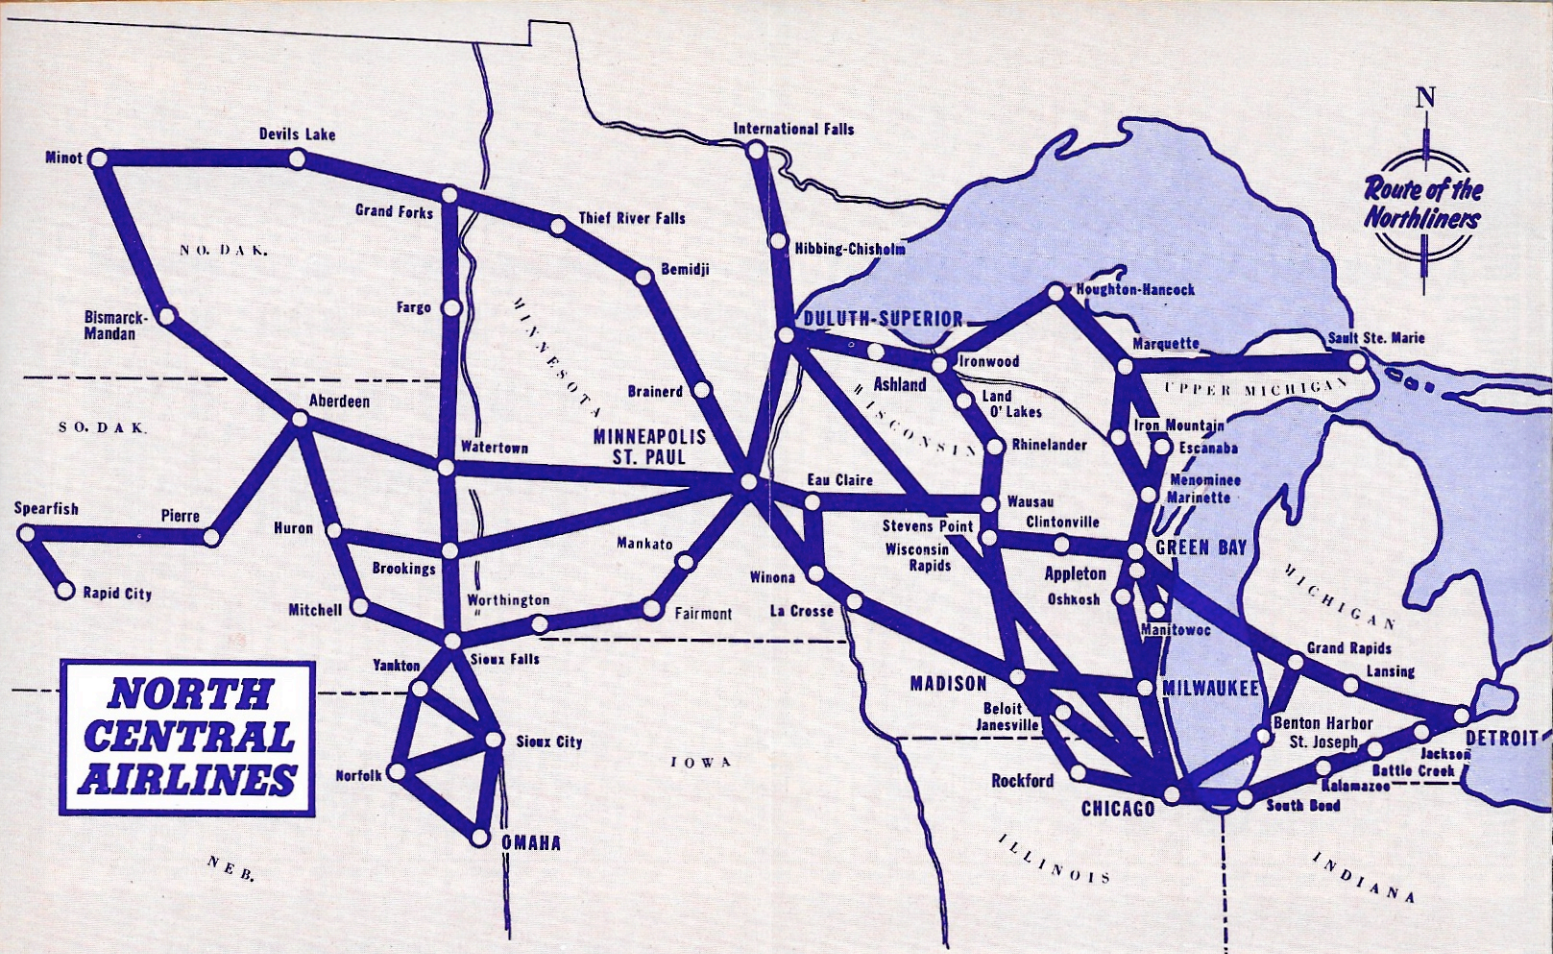 N
Route of the
Northliners
International Falls
Devils Lake
Minot
Grand Forks
Thief River Falls
NO. DAK.
Hibbing-Chisholm
Bemidji
Houghton-Hancock
Bismarck-
Mandan
Fargo
MINNESOTA
DULUTH-SUPERIOR
Marquette
Sault Ste. Marie
Ironwood
Ashland
UPPER MICHIGAN
Brainerd
Land
O' Lakes
WISCONSIN
Aberdeen
SO. DAK.
Iron Mountain
MINNEAPOLIS
ST. PAUL
Watertown
Rhinelander
Escanaba
Eau Claire
Menominee
Marinette
Wausau
Spearfish
Pierre
Huron
Stevens Point
Clintonville
Wisconsin
Rapids
GREEN BAY
Mankato
Brookings
Winona
Appleton
MICHIGAN
Rapid City
Worthington
Oshkosh
Mitchell
La Crosse
Fairmont
Manitowoc
Grand Rapids
Yankton
Sioux Falls
Lansing
MADISON
MILWAUKEE
NORTH
CENTRAL
AIRLINES
Beloit
Janesville
Benton Harbor
St. Joseph
DETROIT
Sioux City
Jackson
IOWA
Battle Creek
Norfolk
Rockford
Kalamazoo
CHICAGO
South Bend
OMAHA
NEB.
ILLINOIS
INDIANA